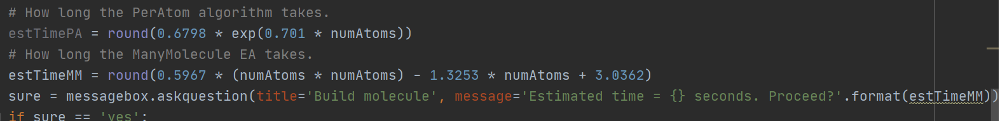 # How long the PerAtom algorithm takes.
estTimePA = round(0.6798 * exp(0.701 * numAtoms))
# How long the ManyMolecule EA takes.
estTimeMM = round(0.5967 * (numAtoms * numAtoms) - 1.3253 * numAtoms + 3.0362)
sure = messagebox.askquestion(title='Build molecule', message='Estimated time = {} seconds. Proceed?'.format(estTimeMM))
if sure == 'yes':